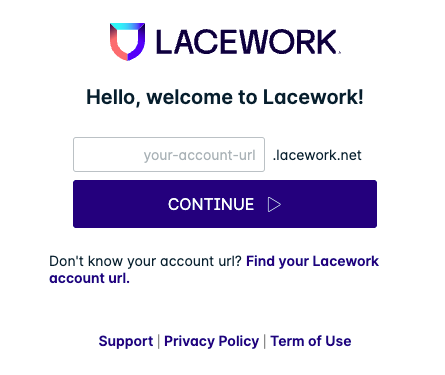 LACEWORK
Hello, welcome to Lacework!
your-account-url .lacework.net
CONTINUE
Don't know your account url? Find your Lacework
account url.
Support | Privacy Policy | Term of Use